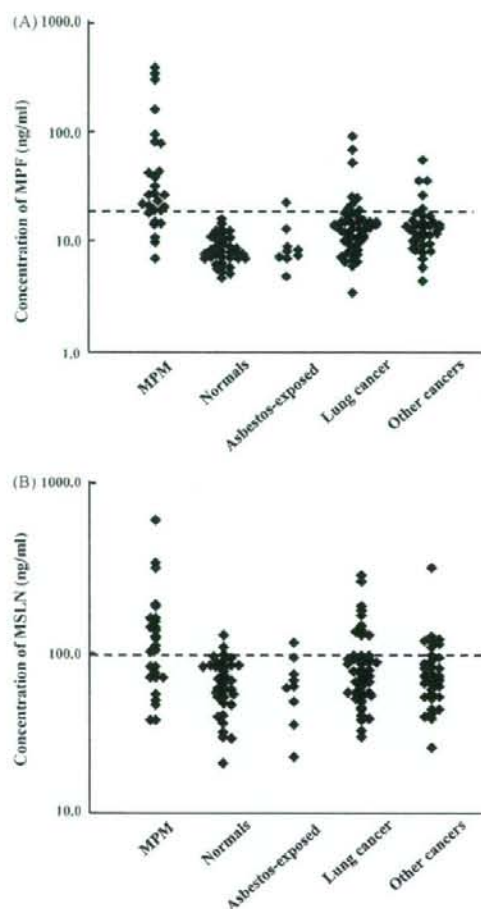 (A)
1000.0
100.0
10.0
1.0
Concentration of MPF (ng/ml)
MPM
Normals
Asbestos-exposed
Lung cancer
Other cancers
(B)
1000.0
100.0
10.0
Concentration of MSLN (ng/ml)
MPM
Normals
Asbestos-exposed
Lung cancer
Other cancers